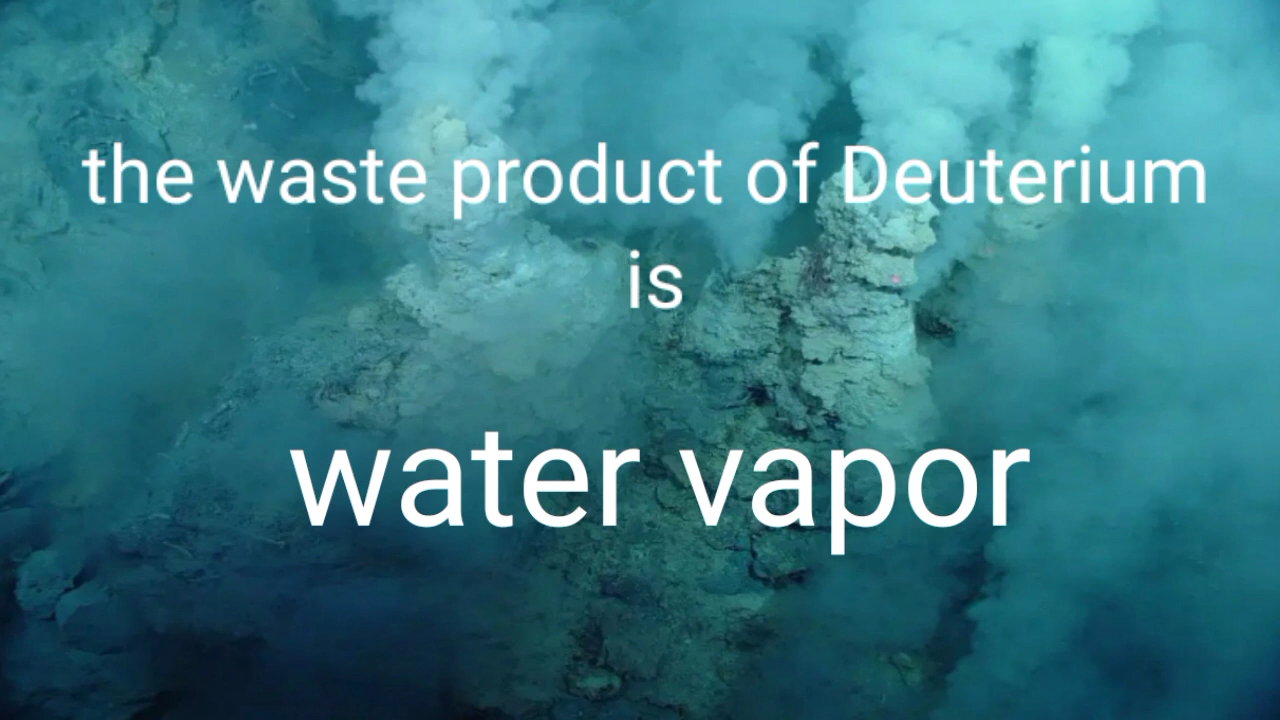 the waste product of Deuterium
is
water vapor